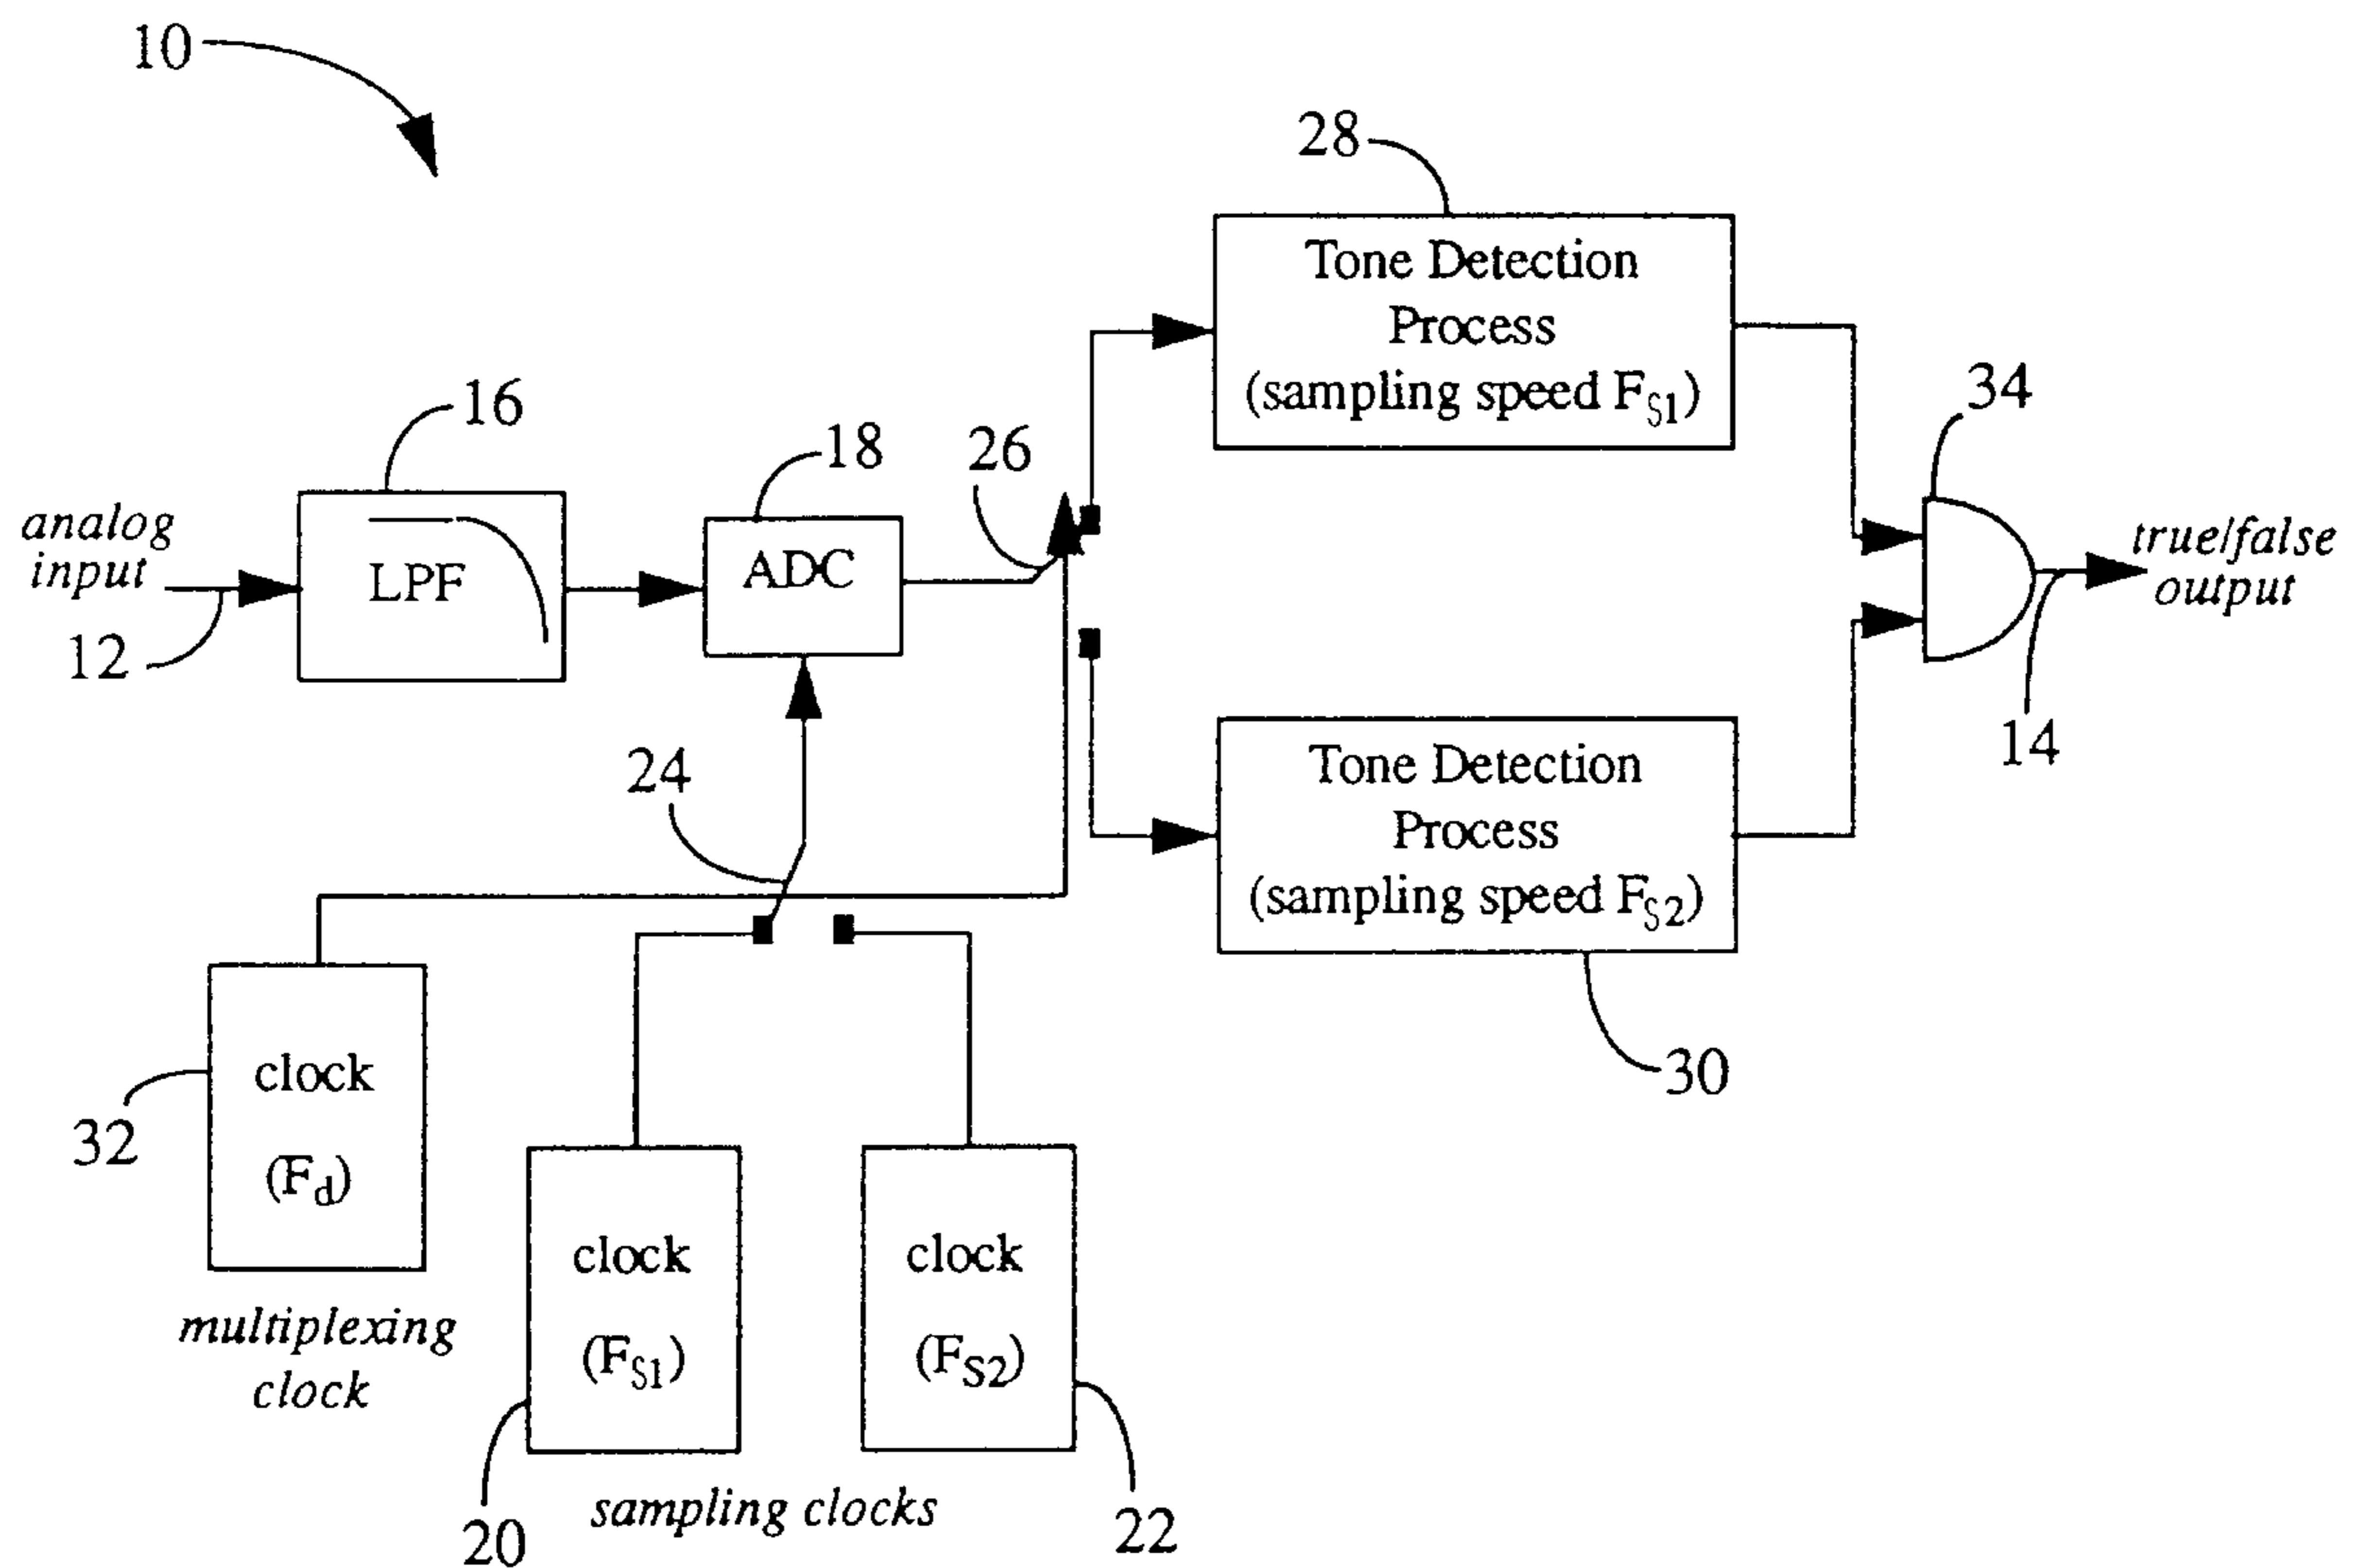 10
28
Tone Detection
Process
(sampling speed FS1)
34
16
18
26
analog
input
LPF
ADC
true/false
output
12
14
24
Tone Detection
Process
(sampling speed FS2)
30
clock
(Fd)
32
multiplexing
clock
clock
(FS1)
clock
(FS2)
20
sampling clocks
22